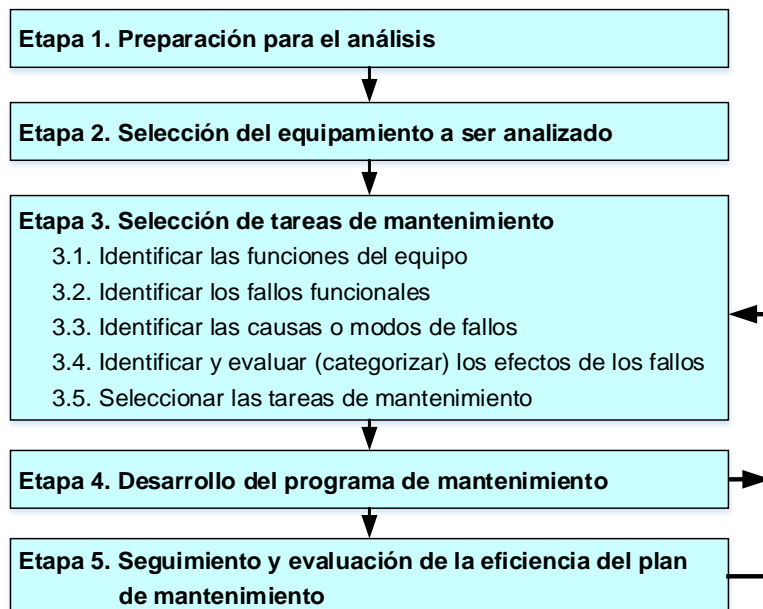 Etapa 1. Preparación para el análisis
Etapa 2. Selección del equipamiento a ser analizado
Etapa 3. Selección de tareas de mantenimiento
3.1. Identificar las funciones del equipo
3.2. Identificar los fallos funcionales
3.3. Identificar las causas o modos de fallos
3.4. Identificar y evaluar (categorizar) los efectos de los fallos
3.5. Seleccionar las tareas de mantenimiento
Etapa 4. Desarrollo del programa de mantenimiento
Etapa 5. Seguimiento y evaluación de la eficiencia del plan
de mantenimiento